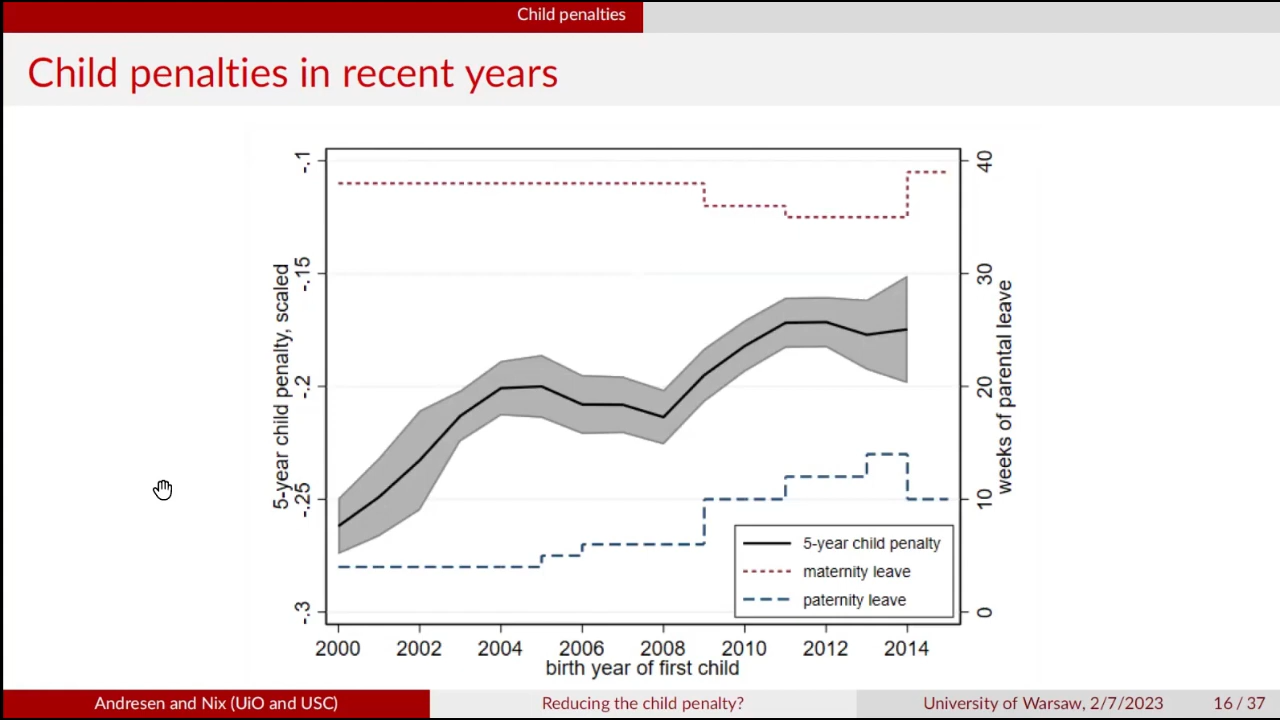 Child penalties
Child penalties in recent years
5-year child penalty, scaled
-.1
-.15
-.2
-.25
-.3
weeks of parental leave
40
30
20
10
0
5-year child penalty
maternity leave
paternity leave
2000 2002 2004 2006 2008 2010 2012 2014
birth year of first child
Andresen and Nix (UiO and USC) Reducing the child penalty? University of Warsaw, 2/7/2023 16 / 37